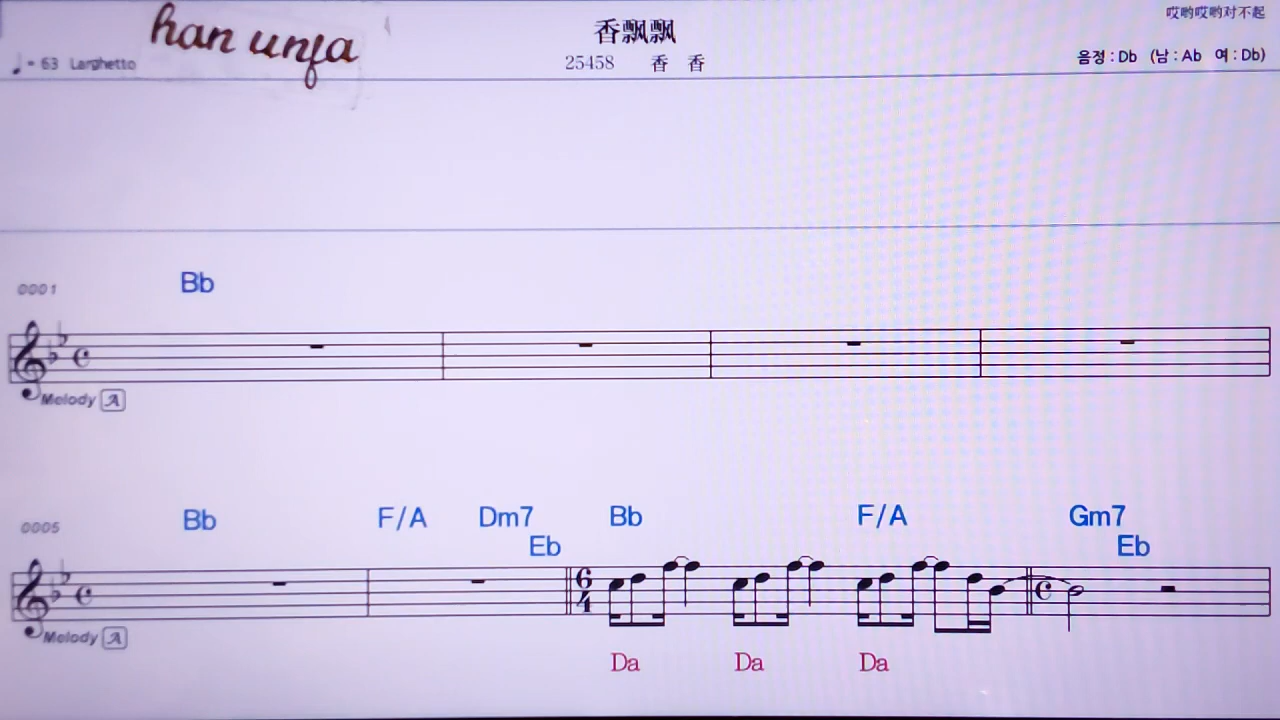 哎哟哎哟对不起
han unja
香飘飘
♩= 63 Larghetto
25458 香 香
음정 : Db (남 : Ab 여 : Db)
0001
Bb
Melody A
0005
Bb F/A Dm7 Eb Bb F/A Gm7 Eb
6/4
Melody A
Da Da Da